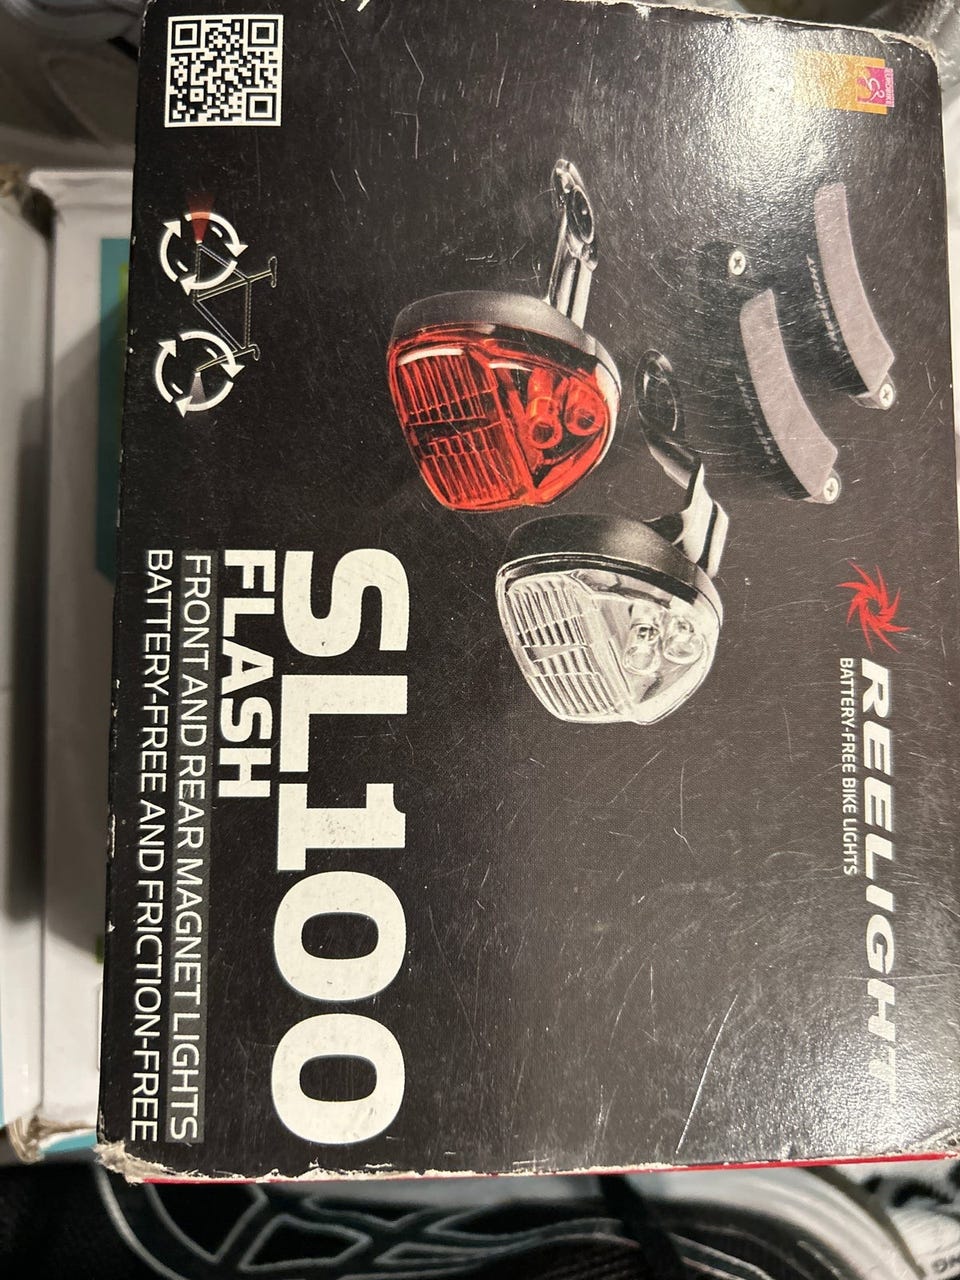 REELIGHT
BATTERY-FREE BIKE LIGHTS
SL100
FLASH
FRONT AND REAR MAGNET LIGHTS
BATTERY-FREE AND FRICTION-FREE